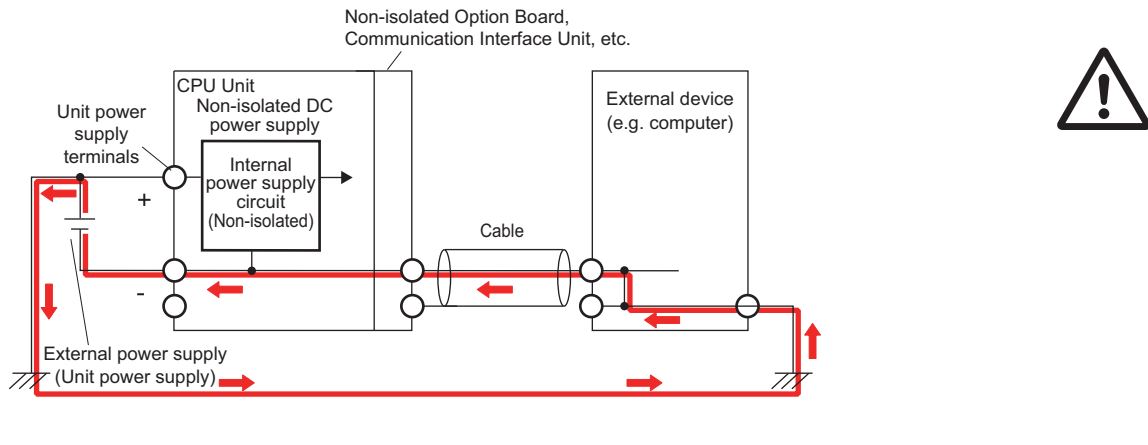 Non-isolated Option Board,
Communication Interface Unit, etc.
CPU Unit
Non-isolated DC
power supply
Unit power
supply
terminals
Internal
power supply
circuit
(Non-isolated)
+
-
Cable
External device
(e.g. computer)
External power supply
(Unit power supply)